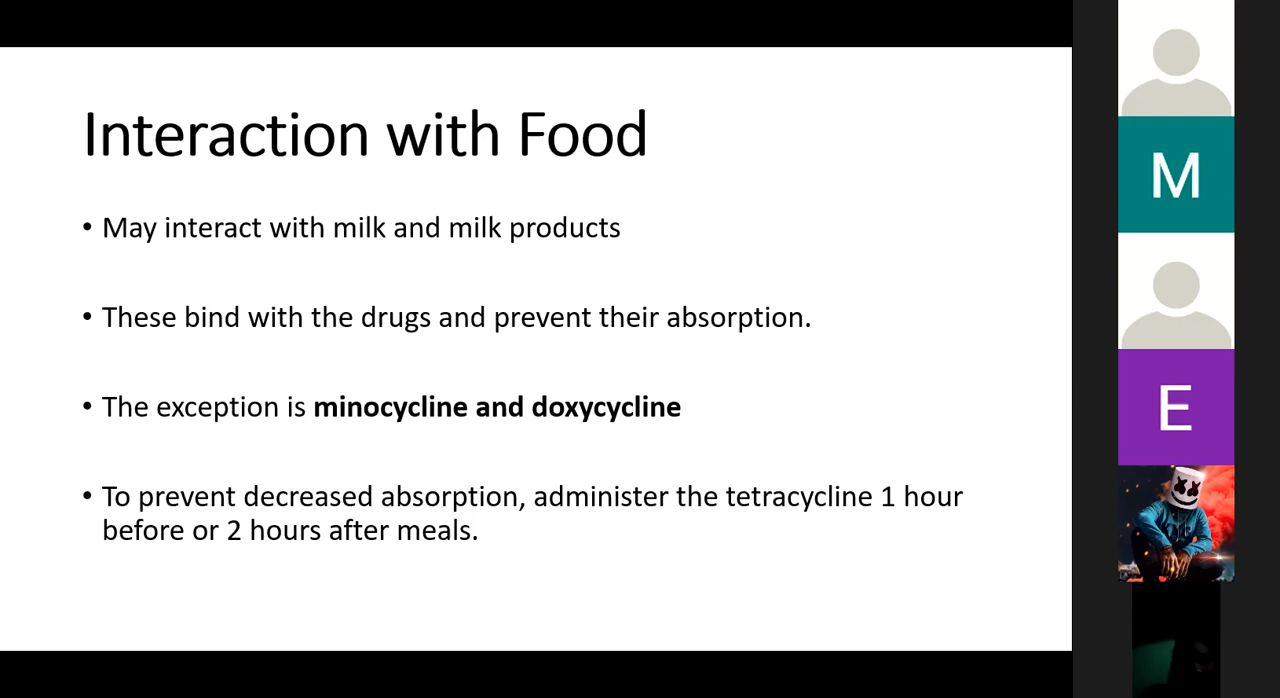 Interaction with Food
• May interact with milk and milk products
• These bind with the drugs and prevent their absorption.
• The exception is minocycline and doxycycline
• To prevent decreased absorption, administer the tetracycline 1 hour
before or 2 hours after meals.
M
E